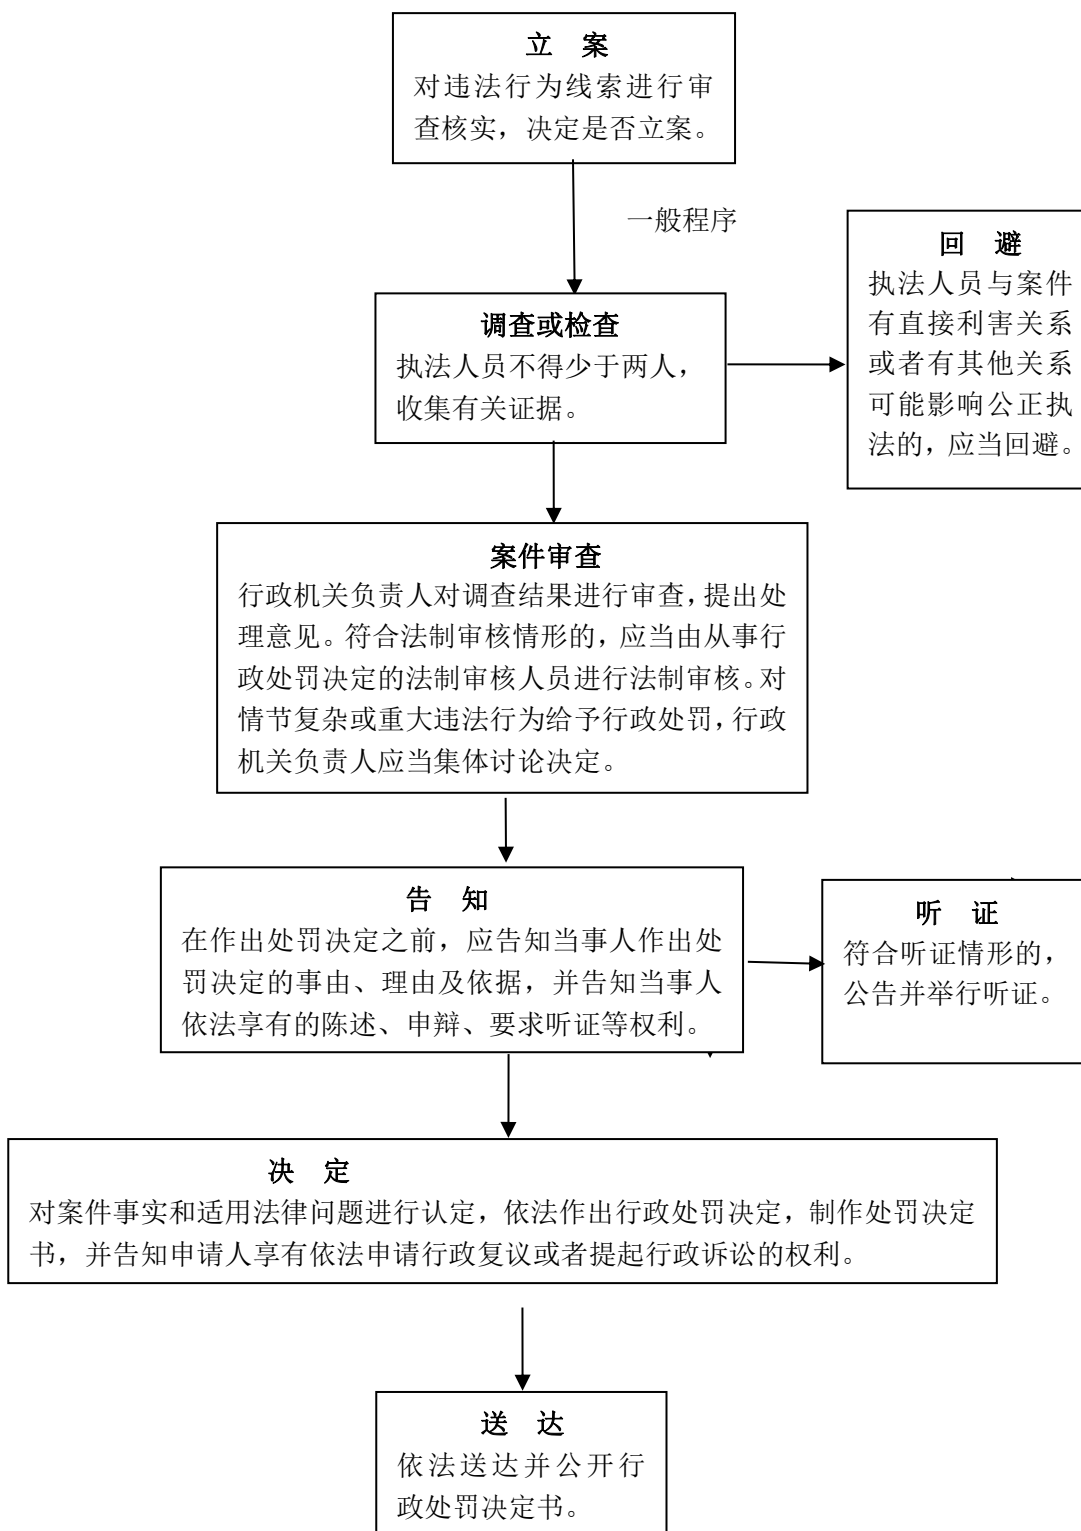 立 案
对违法行为线索进行审
查核实，决定是否立案。
一般程序
回 避
执法人员与案件
有直接利害关系
或者有其他关系
可能影响公正执
法的，应当回避。
调查或检查
执法人员不得少于两人，
收集有关证据。
案件审查
行政机关负责人对调查结果进行审查，提出处
理意见。符合法制审核情形的，应当由从事行
政处罚决定的法制审核人员进行法制审核。对
情节复杂或重大违法行为给予行政处罚，行政
机关负责人应当集体讨论决定。
告 知
在作出处罚决定之前，应告知当事人作出处
罚决定的事由、理由及依据，并告知当事人
依法享有的陈述、申辩、要求听证等权利。
听 证
符合听证情形的，
公告并举行听证。
决 定
对案件事实和适用法律问题进行认定，依法作出行政处罚决定，制作处罚决定
书，并告知申请人享有依法申请行政复议或者提起行政诉讼的权利。
送 达
依法送达并公开行
政处罚决定书。